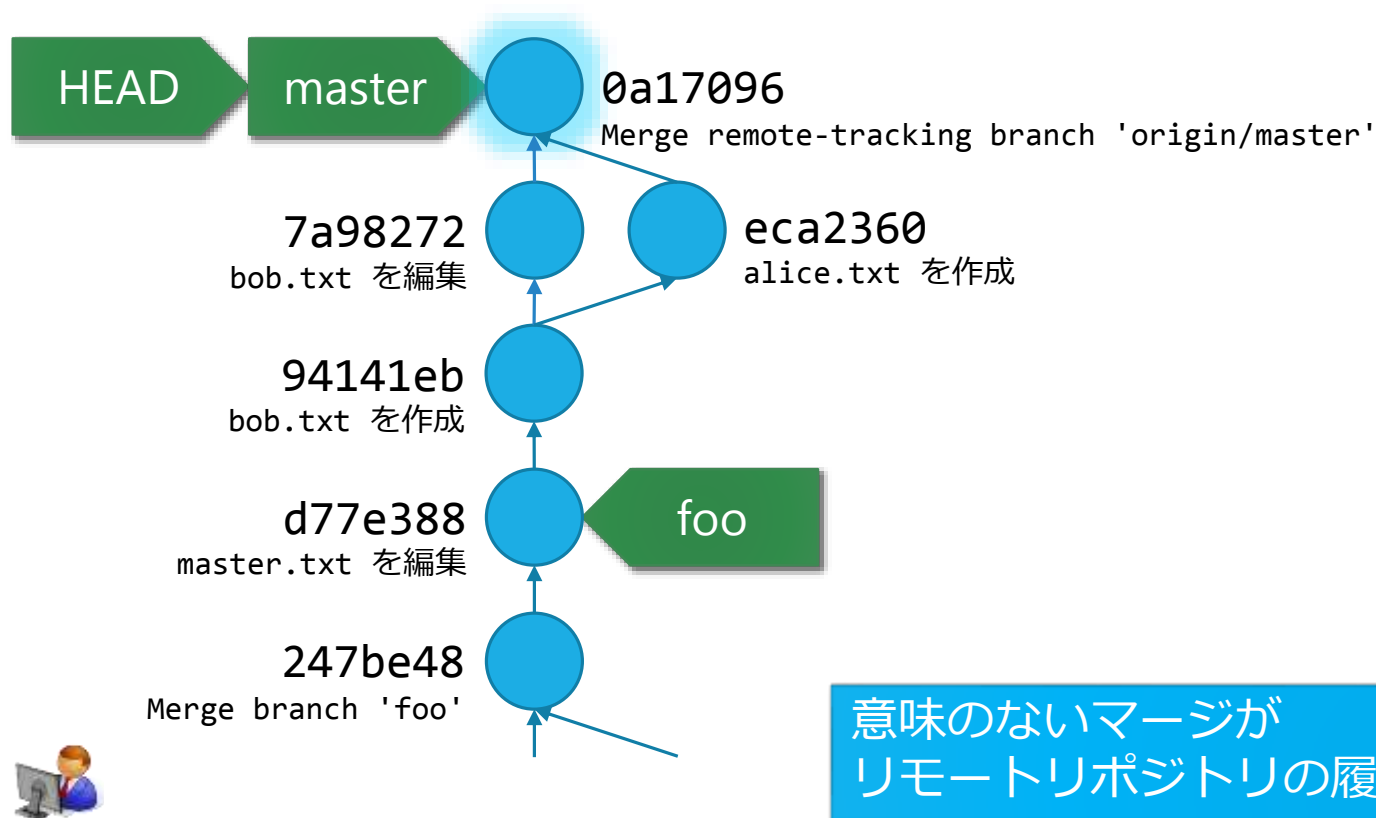 HEAD
master
0a17096
Merge remote-tracking branch 'origin/master'
7a98272
bob.txt を編集
eca2360
alice.txt を作成
94141eb
bob.txt を作成
d77e388
master.txt を編集
foo
247be48
Merge branch 'foo'
意味のないマージが
リモートリポジトリの履